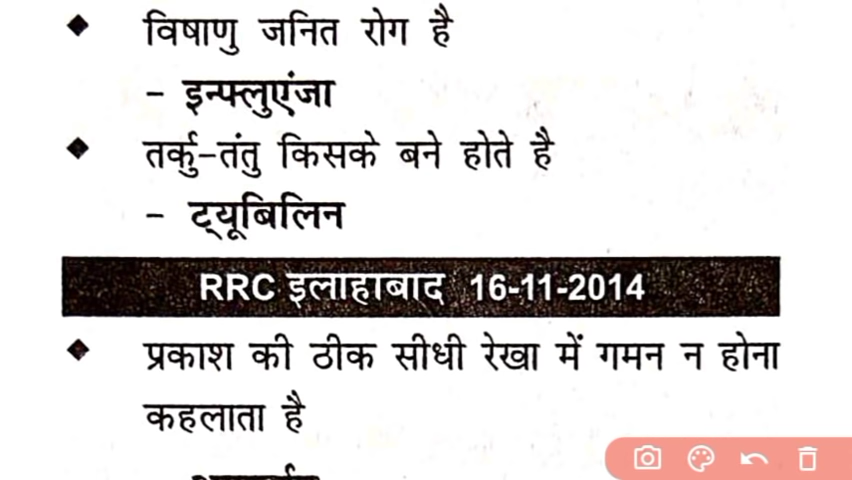 ◆ विषाणु जनित रोग है
- इन्फ्लुएंजा
◆ तर्कु-तंतु किसके बने होते है
- ट्यूबिलिन
RRC इलाहाबाद 16-11-2014
◆ प्रकाश की ठीक सीधी रेखा में गमन न होना
कहलाता है